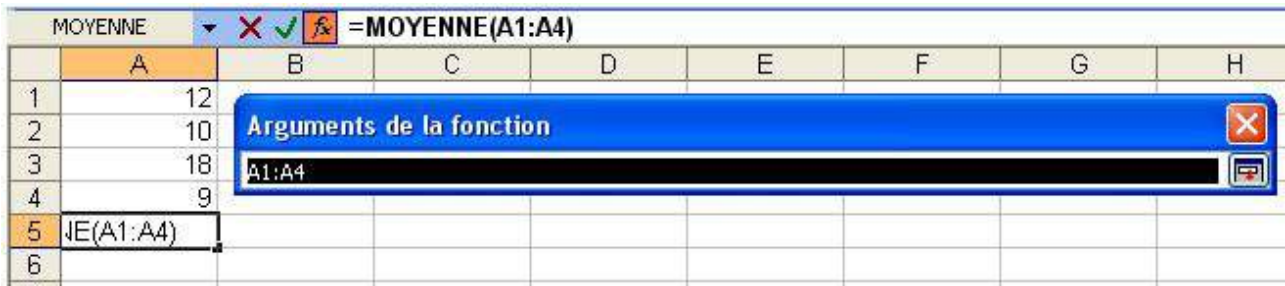 MOYENNE =MOYENNE(A1:A4)
A B C D E F G H
1 12
2 10
3 18
4 9
5 NE(A1:A4)
6
Arguments de la fonction
A1:A4